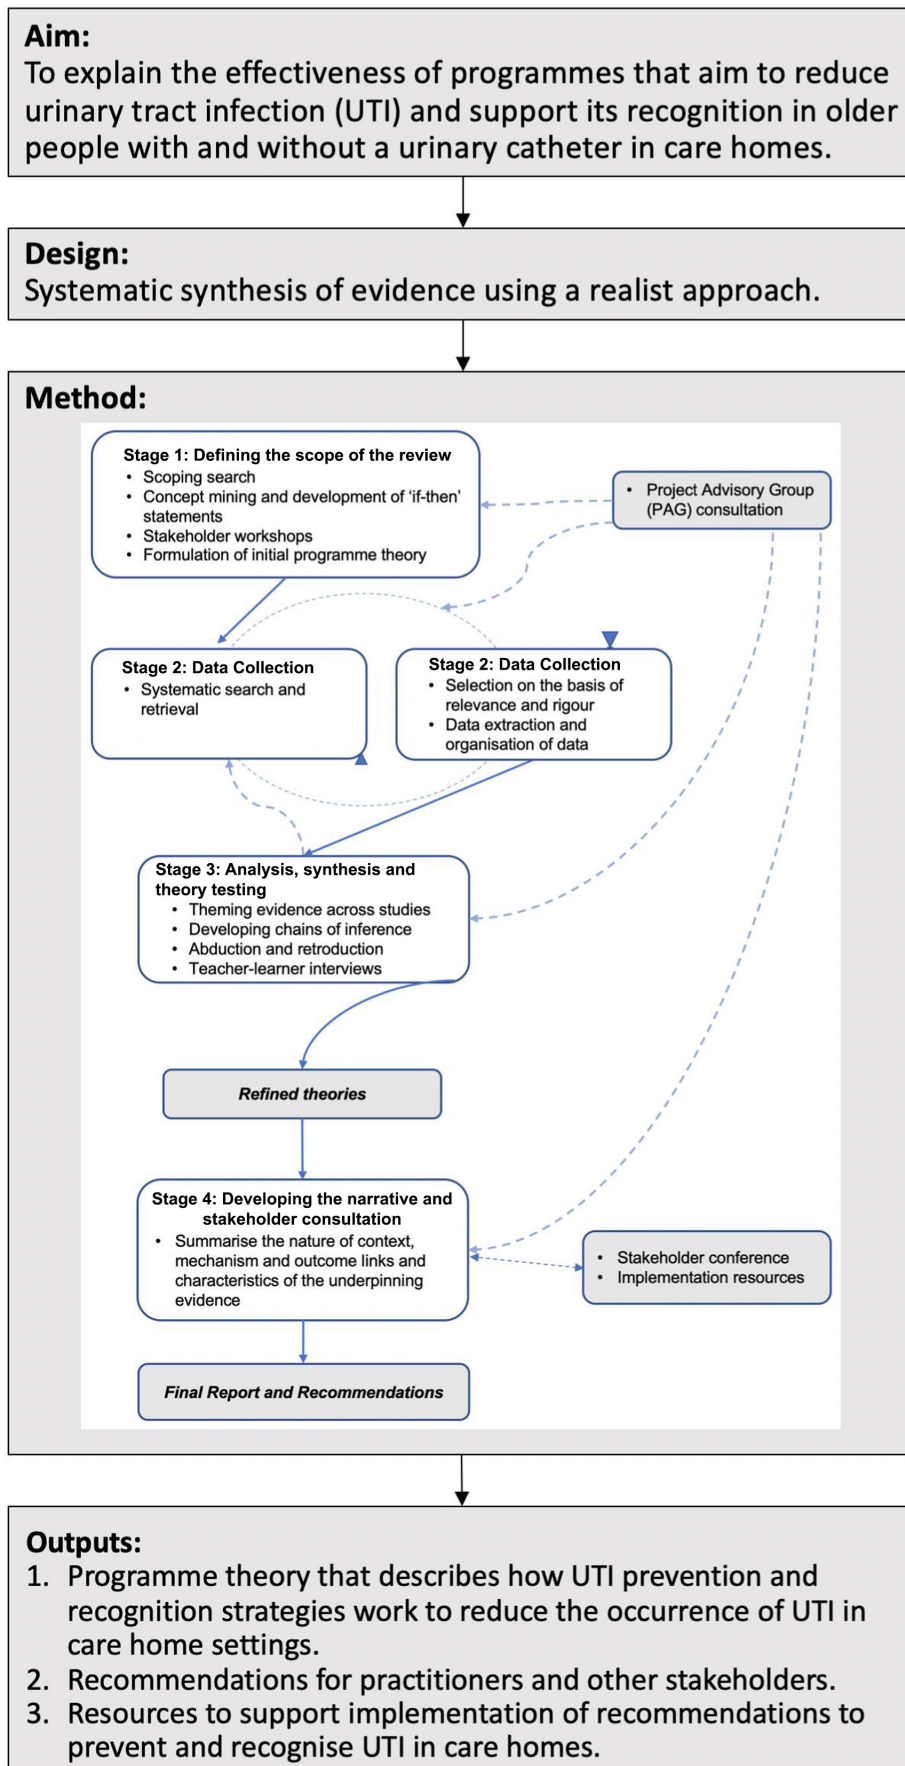 Aim:
To explain the effectiveness of programmes that aim to reduce
urinary tract infection (UTI) and support its recognition in older
people with and without a urinary catheter in care homes.
Design:
Systematic synthesis of evidence using a realist approach.
Method:
Stage 1: Defining the scope of the review
• Scoping search
• Concept mining and development of ‘if-then’
statements
• Stakeholder workshops
• Formulation of initial programme theory
• Project Advisory Group
(PAG) consultation
Stage 2: Data Collection
• Systematic search and
retrieval
Stage 2: Data Collection
• Selection on the basis of
relevance and rigour
• Data extraction and
organisation of data
Stage 3: Analysis, synthesis and
theory testing
• Theming evidence across studies
• Developing chains of inference
• Abduction and retroduction
• Teacher-learner interviews
Refined theories
Stage 4: Developing the narrative and
stakeholder consultation
• Summarise the nature of context,
mechanism and outcome links and
characteristics of the underpinning
evidence
• Stakeholder conference
• Implementation resources
Final Report and Recommendations
Outputs:
1. Programme theory that describes how UTI prevention and
recognition strategies work to reduce the occurrence of UTI in
care home settings.
2. Recommendations for practitioners and other stakeholders.
3. Resources to support implementation of recommendations to
prevent and recognise UTI in care homes.